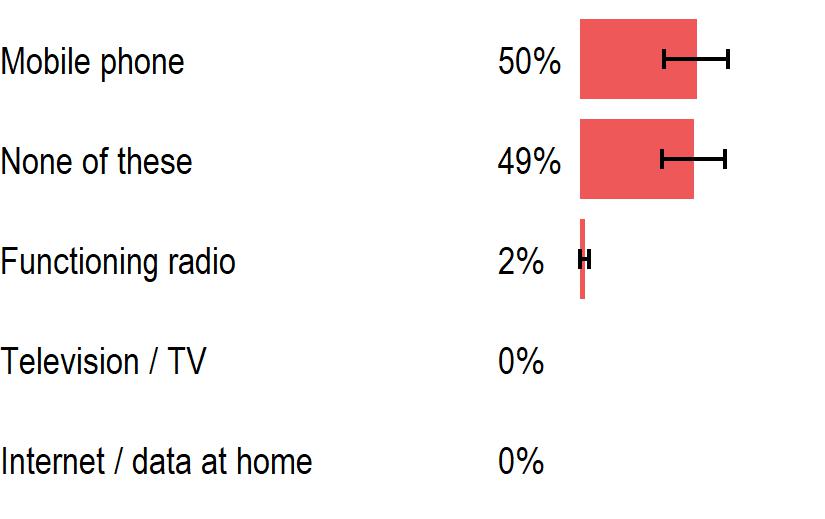 Mobile phone 50%
None of these 49%
Functioning radio 2%
Television / TV 0%
Internet / data at home 0%